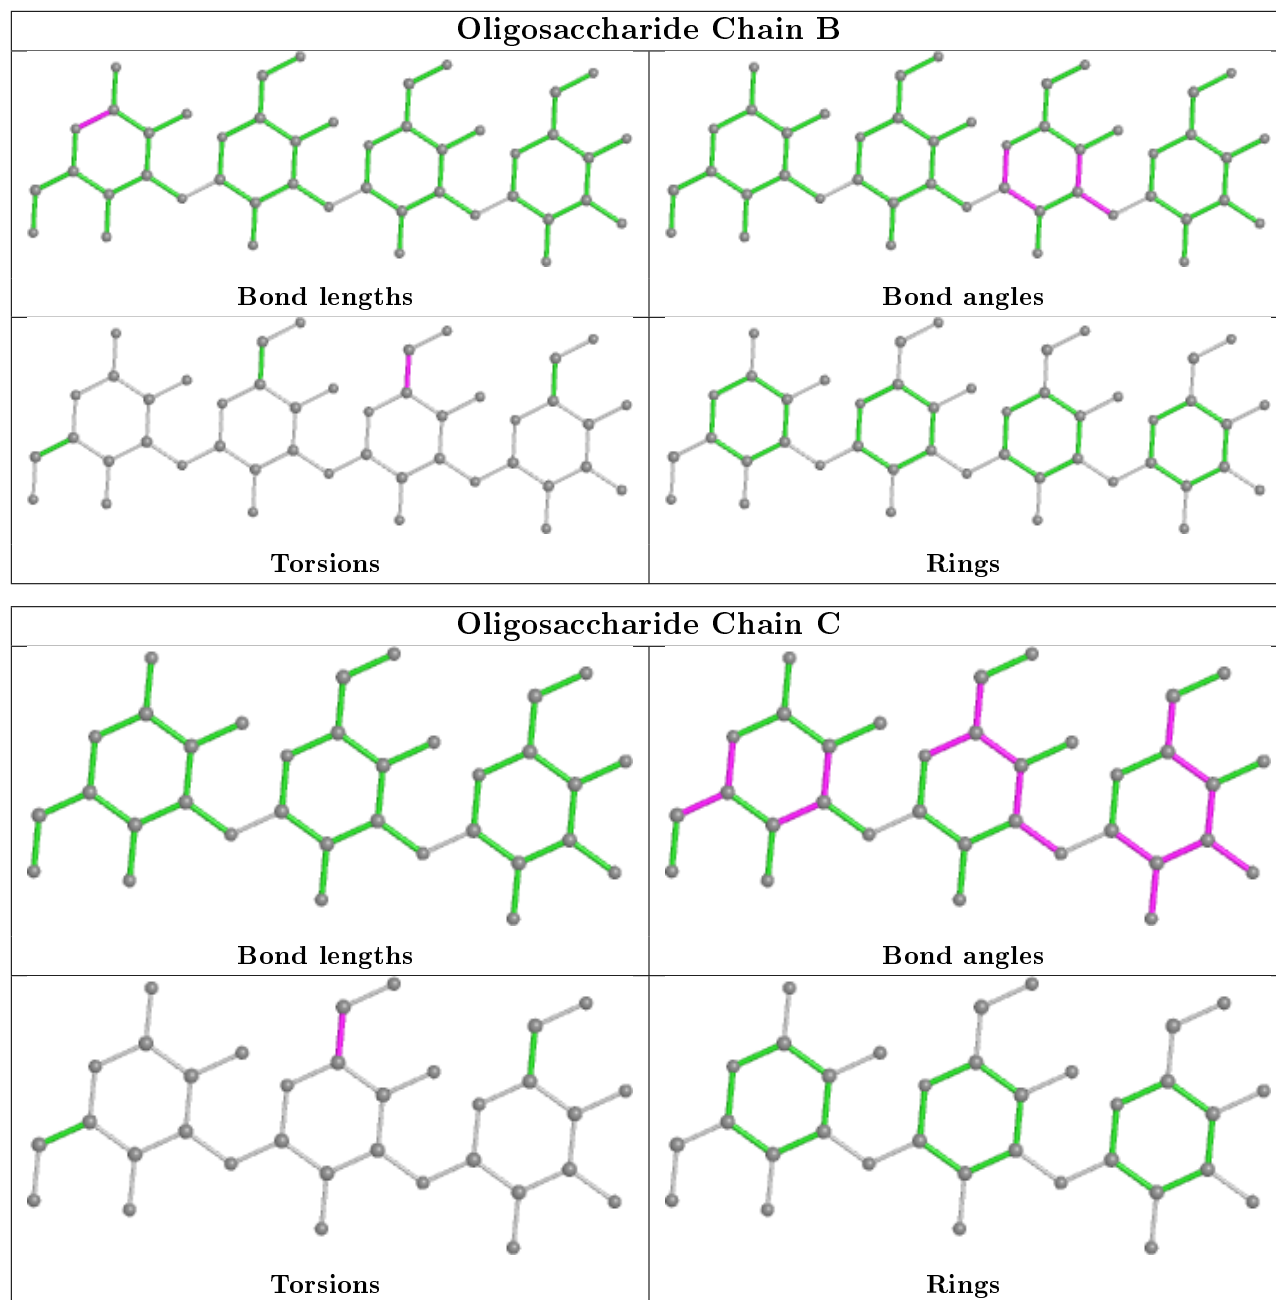 Oligosaccharide Chain B
Bond lengths
Bond angles
Torsions
Rings
Oligosaccharide Chain C
Bond lengths
Bond angles
Torsions
Rings